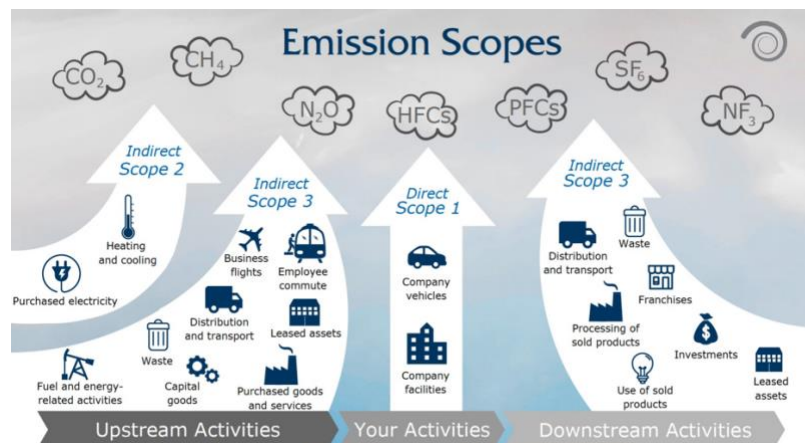 Emission Scopes
CO₂
CH₄
N₂O
HFCs
PFCs
SF₆
NF₃
Indirect
Scope 2
Heating
and cooling
Purchased electricity
Indirect
Scope 3
Business
flights
Employee
commute
Distribution
and transport
Leased assets
Waste
Fuel and energy-
related activities
Capital
goods
Purchased goods
and services
Direct
Scope 1
Company
vehicles
Company
facilities
Indirect
Scope 3
Distribution
and transport
Waste
Franchises
Processing of
sold products
Investments
Use of sold
products
Leased
assets
Upstream Activities
Your Activities
Downstream Activities